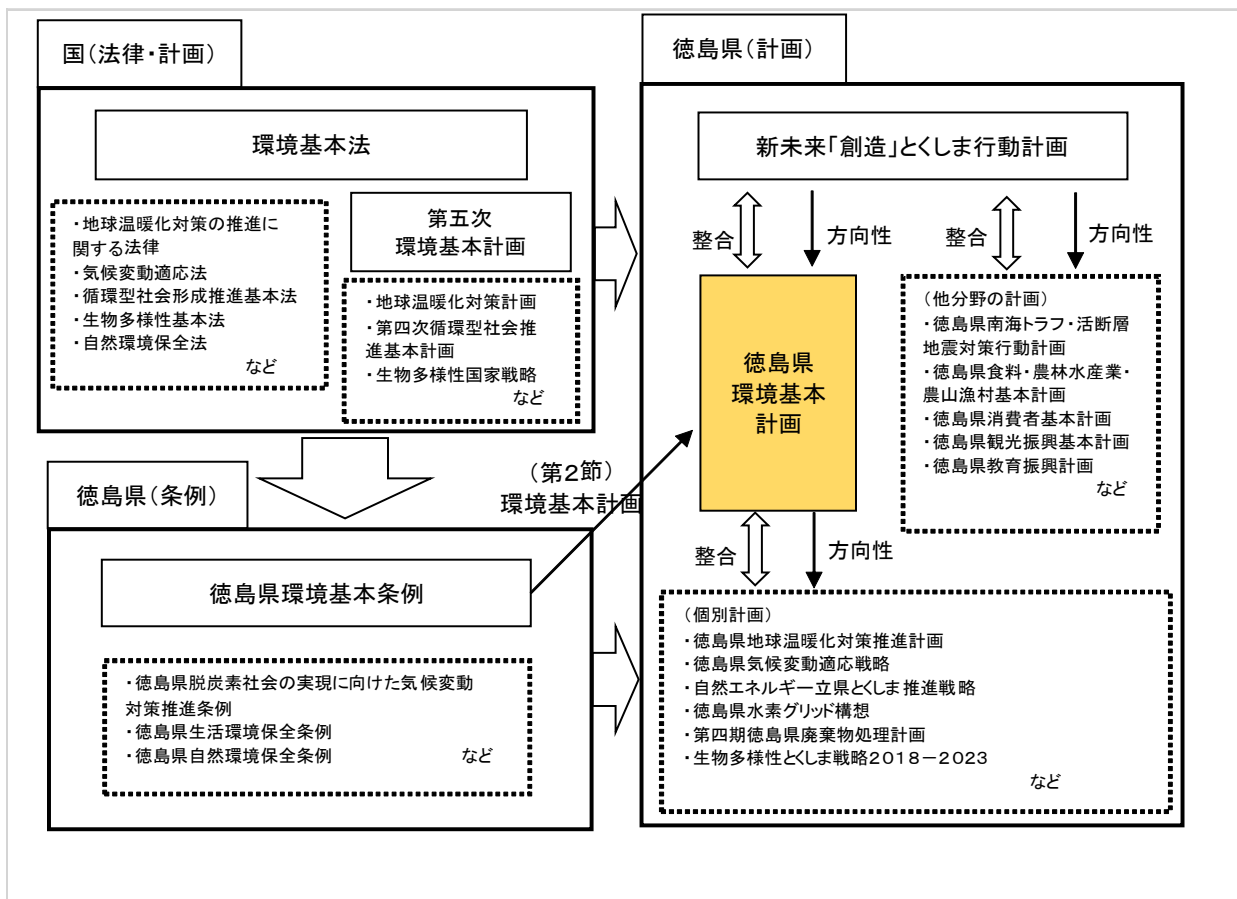 国（法律・計画）
環境基本法
・地球温暖化対策の推進に
関する法律
・気候変動適応法
・循環型社会形成推進基本法
・生物多様性基本法
・自然環境保全法
など
第五次
環境基本計画
・地球温暖化対策計画
・第四次循環型社会推
進基本計画
・生物多様性国家戦略
など
徳島県（条例）
（第２節）
環境基本計画
徳島県環境基本条例
・徳島県脱炭素社会の実現に向けた気候変動
対策推進条例
・徳島県生活環境保全条例
・徳島県自然環境保全条例
など
徳島県（計画）
新未来「創造」とくしま行動計画
整合
方向性
整合
方向性
徳島県
環境基本
計画
（他分野の計画）
・徳島県南海トラフ・活断層
地震対策行動計画
・徳島県食料・農林水産業・
農山漁村基本計画
・徳島県消費者基本計画
・徳島県観光振興基本計画
・徳島県教育振興計画
など
整合
方向性
（個別計画）
・徳島県地球温暖化対策推進計画
・徳島県気候変動適応戦略
・自然エネルギー立県とくしま推進戦略
・徳島県水素グリッド構想
・第四期徳島県廃棄物処理計画
・生物多様性とくしま戦略２０１８－２０２３
など